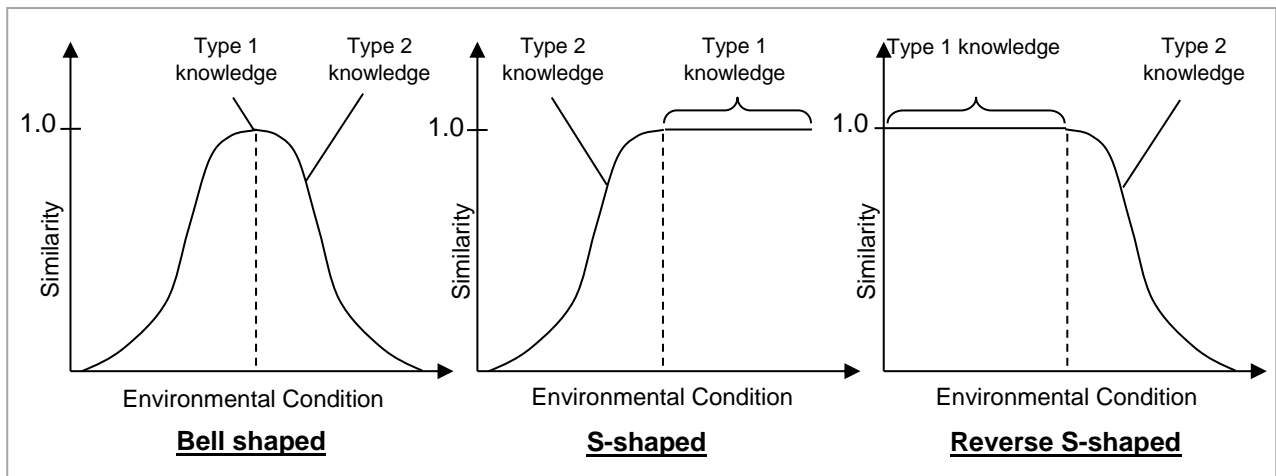 Type 1
knowledge
Type 2
knowledge
1.0
Similarity
Environmental Condition
Bell shaped
Type 2
knowledge
Type 1
knowledge
1.0
Similarity
Environmental Condition
S-shaped
Type 1 knowledge
Type 2
knowledge
1.0
Similarity
Environmental Condition
Reverse S-shaped